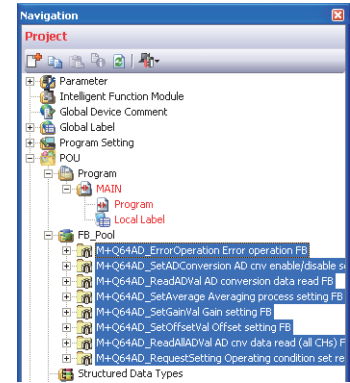 Navigation
Project
Parameter
Intelligent Function Module
Global Device Comment
Global Label
Program Setting
POU
Program
MAIN
Program
Local Label
FB_Pool
M+Q64AD_ErrorOperation Error operation FB
M+Q64AD_SetADConversion AD cnv enable/disable s
M+Q64AD_ReadADVal AD conversion data read FB
M+Q64AD_SetAverage Averaging process setting FB
M+Q64AD_SetGainVal Gain setting FB
M+Q64AD_SetOffsetVal Offset setting FB
M+Q64AD_ReadAllADVal AD cnv data read (all CHs) F
M+Q64AD_RequestSetting Operating condition set re
Structured Data Types